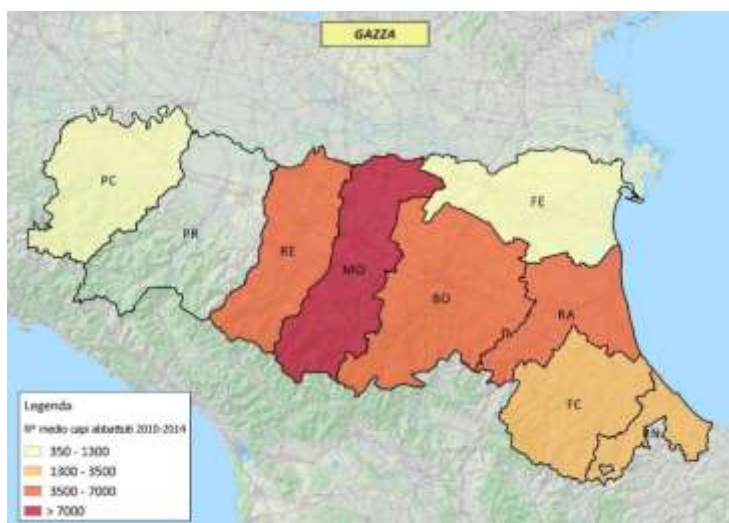 GAZZA
PC
PR
RE
MO
BO
FE
RA
FC
RN
Legenda
N° medio capi abbattuti 2010-2014
350 - 1300
1300 - 3500
3500 - 7000
> 7000